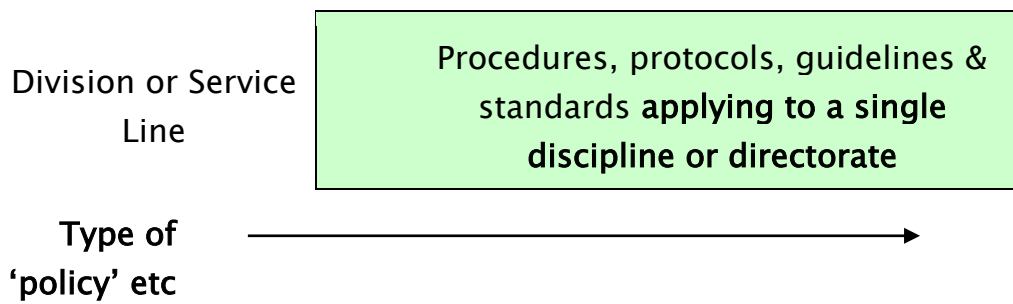 Division or Service
Line
Procedures, protocols, guidelines &
standards applying to a single
discipline or directorate
Type of
‘policy’ etc